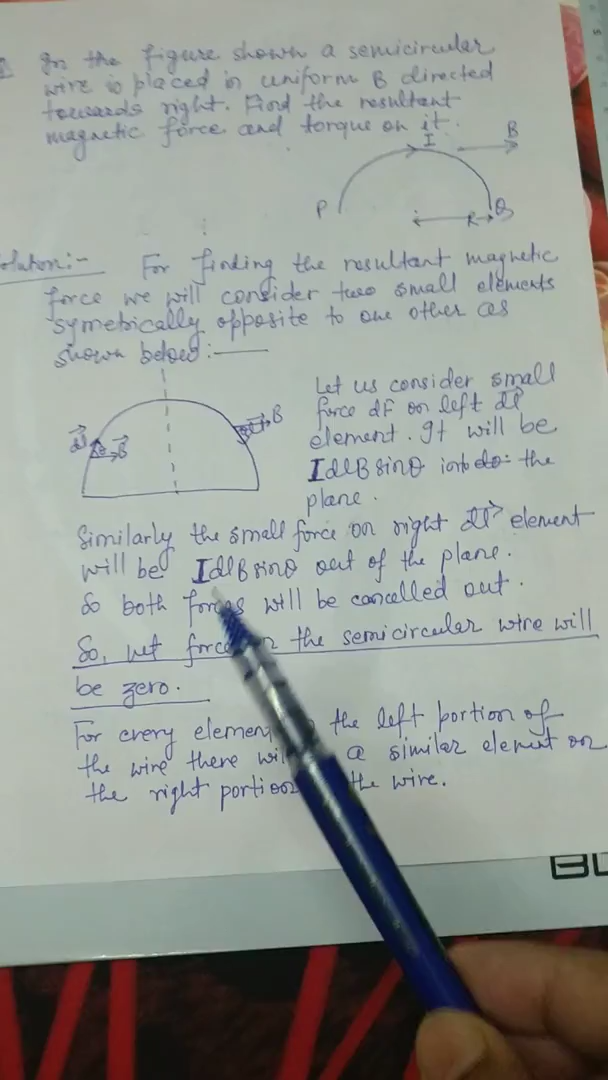 In the figure shown a semicircular
wire is placed in uniform B directed
towards right. Find the resultant
magnetic force and torque on it.
I B
P R Q
olution:- For finding the resultant magnetic
force we will consider two small elements
symetrically opposite to one other as
shown below:-
Let us consider small
force dF on left dl
element. It will be
IdlB sinθ into the
plane.
dl θ B
B
Similarly the small force on right dl element
will be IdlB sinθ out of the plane.
So both forces will be cancelled out.
So, net force the semicircular wire will
be zero.
For every element the left portion of
the wire there a similar element on
the right portion the wire.